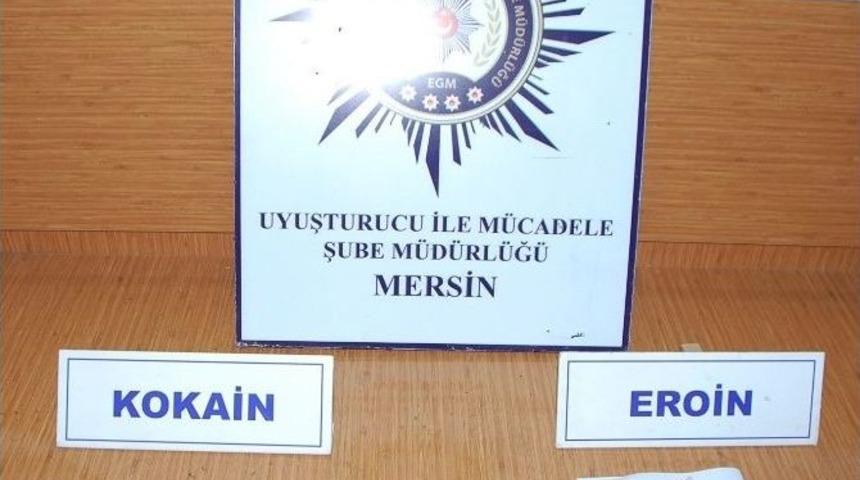 MÜDÜRLÜĞÜ
EGM
UYUŞTURUCU İLE MÜCADELE
ŞUBE MÜDÜRLÜĞÜ
MERSİN
KOKAİN
EROİN